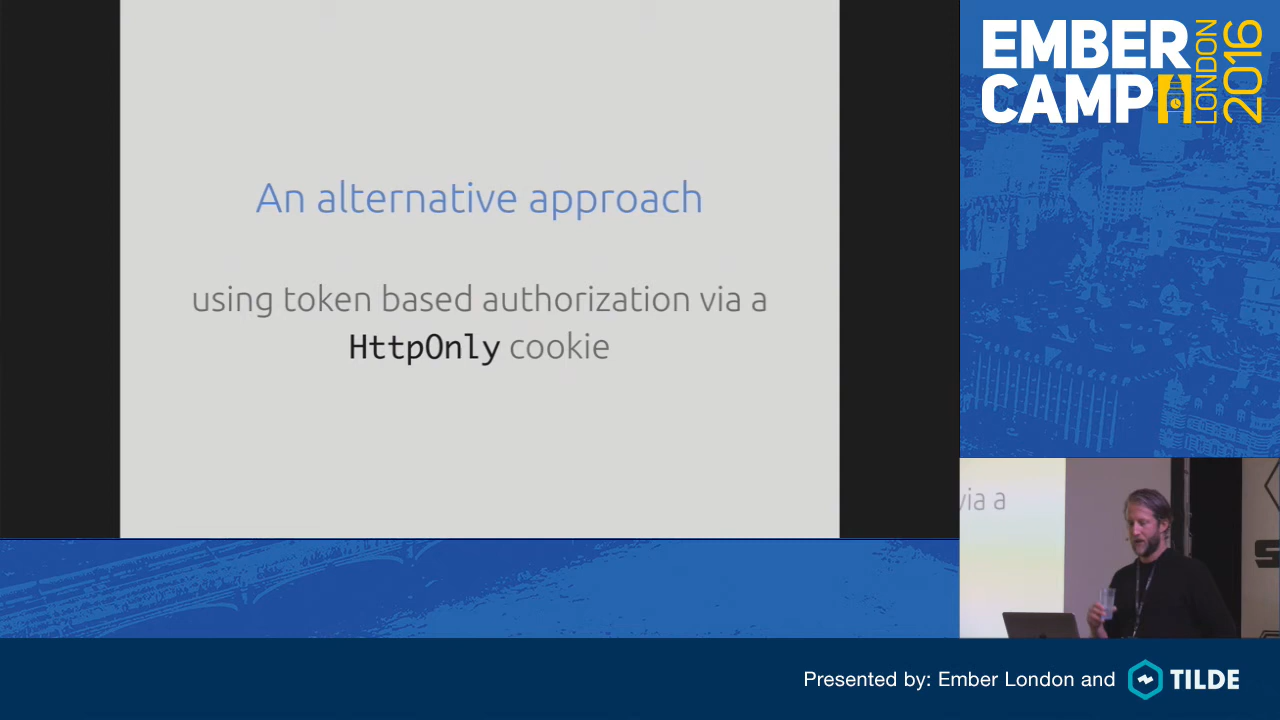 An alternative approach
using token based authorization via a
HttpOnly cookie
EMBER
CAMP
LONDON
2016
via a
S
Presented by: Ember London and TILDE